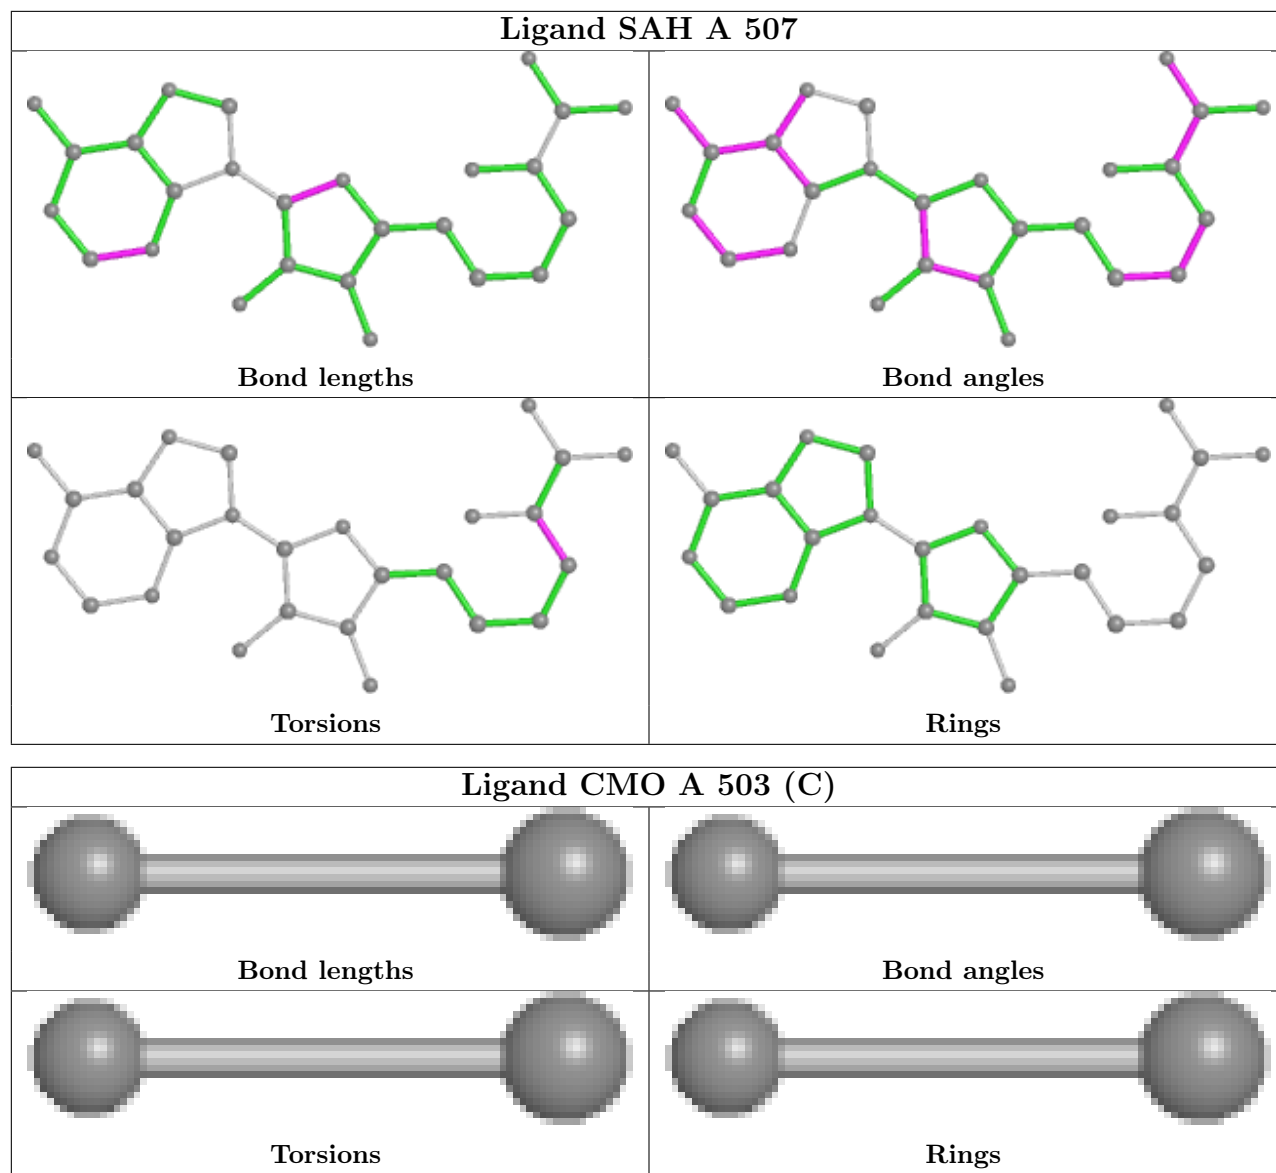 Ligand SAH A 507
Bond lengths
Bond angles
Torsions
Rings
Ligand CMO A 503 (C)
Bond lengths
Bond angles
Torsions
Rings